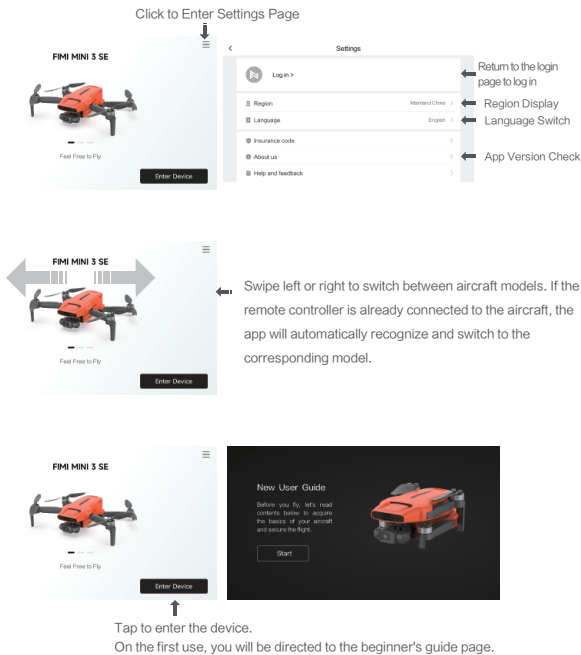 Click to Enter Settings Page
FIMI MINI 3 SE
Feel Free to Fly
Enter Device
Settings
Log in >
Region
Mainland China >
Language
English >
Insurance code >
About us >
Help and feedback >
Return to the login
page to log in
Region Display
Language Switch
App Version Check
FIMI MINI 3 SE
Feel Free to Fly
Enter Device
Swipe left or right to switch between aircraft models. If the
remote controller is already connected to the aircraft, the
app will automatically recognize and switch to the
corresponding model.
FIMI MINI 3 SE
Feel Free to Fly
Enter Device
New User Guide
Before you fly, let's read
contents below to acquire
the basics of your aircraft
and secure the flight.
Start
Tap to enter the device.
On the first use, you will be directed to the beginner's guide page.